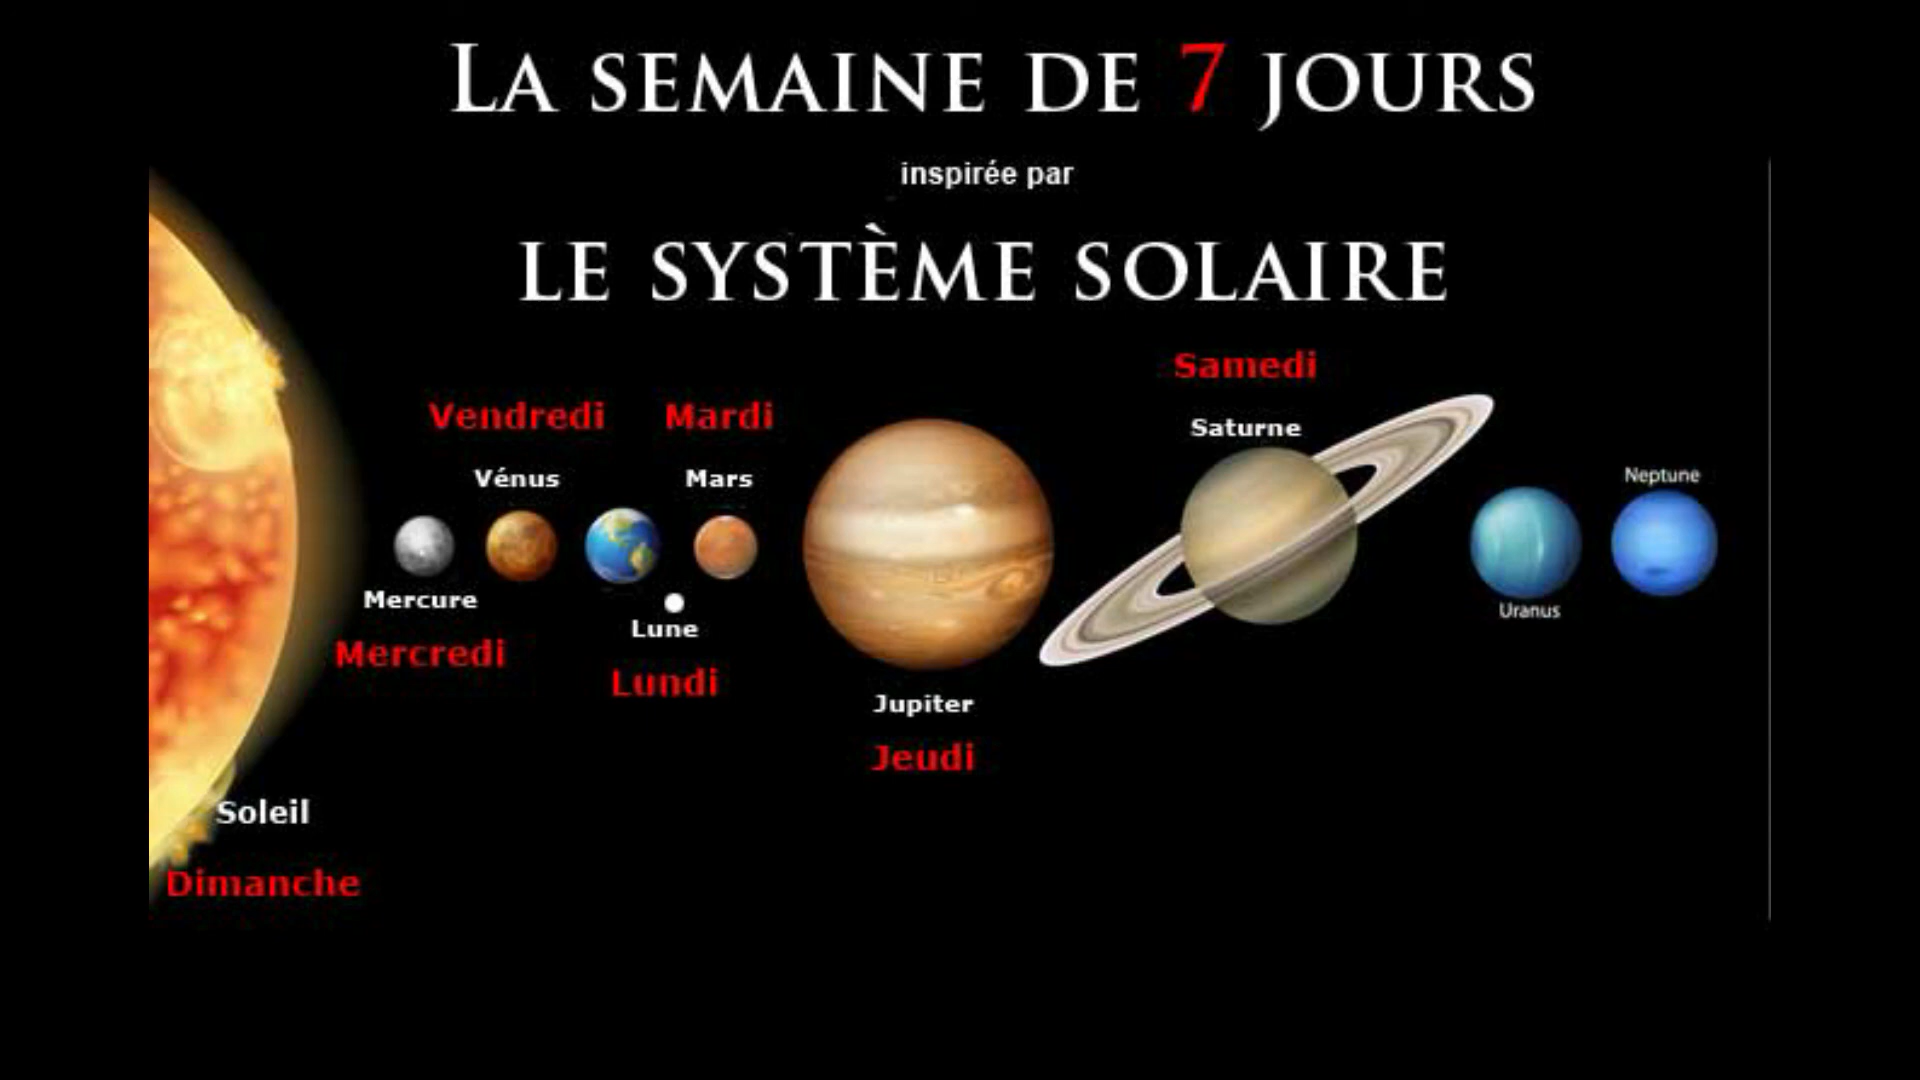 LA SEMAINE DE 7 JOURS
inspirée par
LE SYSTÈME SOLAIRE
Samedi
Vendredi Mardi
Saturne
Vénus Mars
Neptune
Mercure
Uranus
Lune
Mercredi
Lundi
Jupiter
Jeudi
Soleil
Dimanche